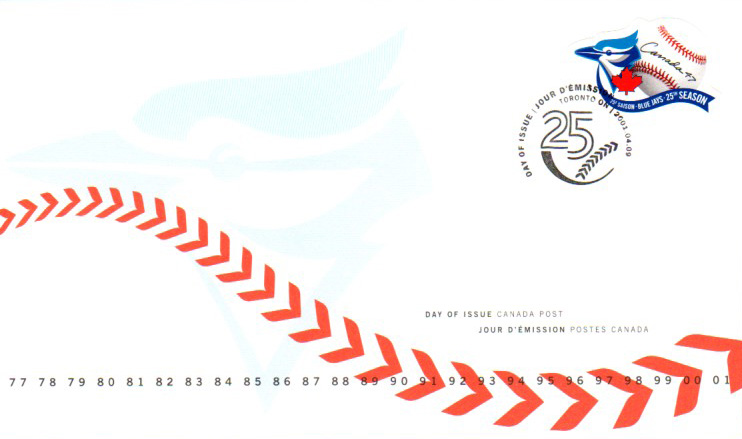 Canada 47
25e SAISON · BLUE JAYS · 25TH SEASON
DAY OF ISSUE | JOUR D'ÉMISSION
TORONTO ON | 2001.04.09
25
DAY OF ISSUE CANADA POST
JOUR D'ÉMISSION POSTES CANADA
77 78 79 80 81 82 83 84 85 86 87 88 89 90 91 92 93 94 95 96 97 98 99 00 01